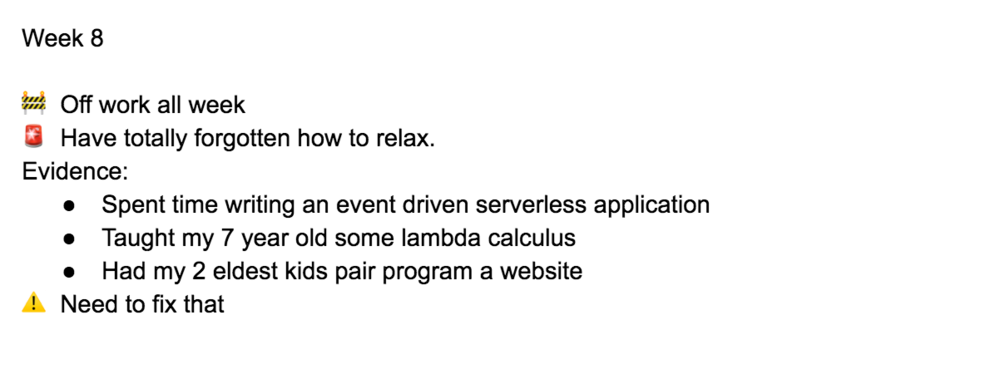 Week 8
🚧 Off work all week
🚨 Have totally forgotten how to relax.
Evidence:
● Spent time writing an event driven serverless application
● Taught my 7 year old some lambda calculus
● Had my 2 eldest kids pair program a website
⚠️ Need to fix that